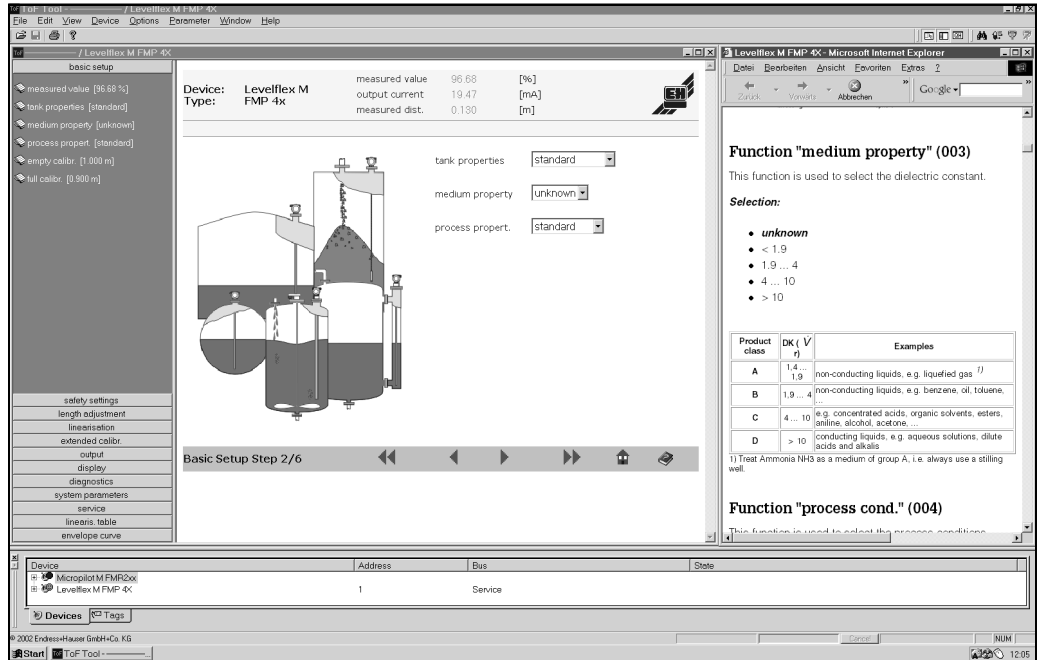 ToF Tool - ———— / Levelflex M FMP 4X
File Edit View Device Options Parameter Window Help
———— / Levelflex M FMP 4X
basic setup
measured value [96.68 %]
tank properties [standard]
medium property [unknown]
process propert. [standard]
empty calibr. [1.000 m]
full calibr. [0.900 m]
safety settings
length adjustment
linearisation
extended calibr.
output
display
diagnostics
system parameters
service
linearis. table
envelope curve
Device: Levelflex M
Type: FMP 4x
measured value 96.68 [%]
output current 19.47 [mA]
measured dist. 0.130 [m]
tank properties standard
medium property unknown
process propert. standard
Basic Setup Step 2/6
Levelflex M FMP 4X - Microsoft Internet Explorer
Datei Bearbeiten Ansicht Favoriten Extras ?
Zurück Vorwärts Abbrechen » Google »
Function "medium property" (003)
This function is used to select the dielectric constant.
Selection:
• unknown
• < 1.9
• 1.9 ... 4
• 4 ... 10
• > 10
Product class DK ( V̇ r) Examples
A 1,4 ... 1,9 non-conducting liquids, e.g. liquefied gas 1)
B 1,9 ... 4 non-conducting liquids, e.g. benzene, oil, toluene, ...
C 4 ... 10 e.g. concentrated acids, organic solvents, esters, aniline, alcohol, acetone, ...
D > 10 conducting liquids, e.g. aqueous solutions, dilute acids and alkalis
1) Treat Ammonia NH3 as a medium of group A, i.e. always use a stilling
well.
Function "process cond." (004)
This function is used to select the process conditions
Device Address Bus State
Micropilot M FMR2xx
Levelflex M FMP 4X 1 Service
Devices Tags
© 2002 Endress+Hauser GmbH+Co. KG Cancel NUM
Start ToF Tool - ———... 12:05